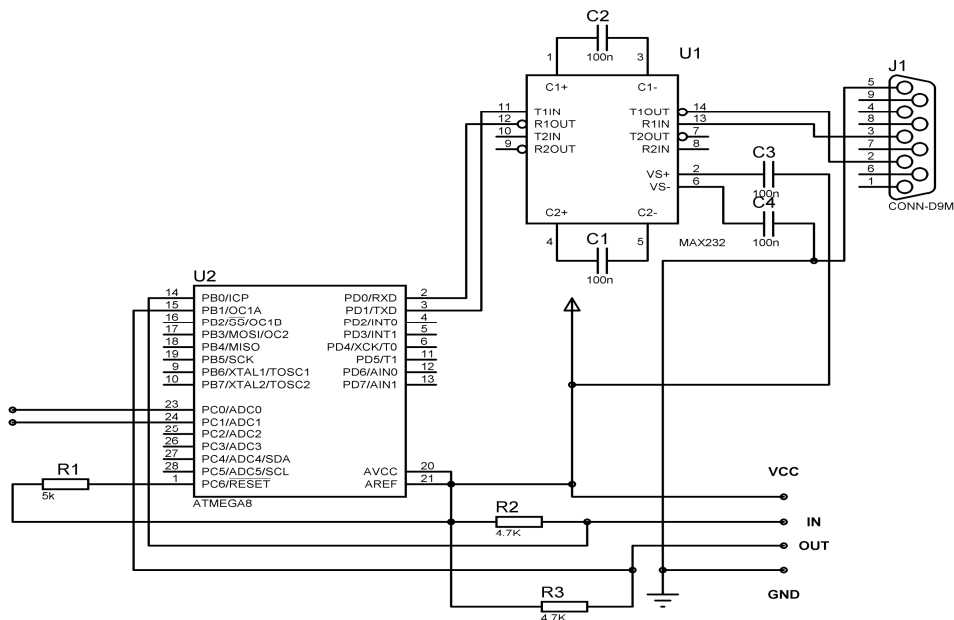 C2
100n
1
3
U1
C1+
C1-
11
T1IN
12
R1OUT
10
T2IN
9
R2OUT
T1OUT
14
R1IN
13
T2OUT
7
R2IN
8
VS+
2
VS-
6
C2+
C2-
4
5
C1
100n
MAX232
C3
100n
C4
100n
J1
5
9
4
8
3
7
2
6
1
CONN-D9M
U2
14
PB0/ICP
15
PB1/OC1A
16
PB2/SS/OC1B
17
PB3/MOSI/OC2
18
PB4/MISO
19
PB5/SCK
9
PB6/XTAL1/TOSC1
10
PB7/XTAL2/TOSC2
23
PC0/ADC0
24
PC1/ADC1
25
PC2/ADC2
26
PC3/ADC3
27
PC4/ADC4/SDA
28
PC5/ADC5/SCL
1
PC6/RESET
PD0/RXD
2
PD1/TXD
3
PD2/INT0
4
PD3/INT1
5
PD4/XCK/T0
6
PD5/T1
11
PD6/AIN0
12
PD7/AIN1
13
AVCC
20
AREF
21
ATMEGA8
R1
5k
R2
4.7K
R3
4.7K
VCC
IN
OUT
GND